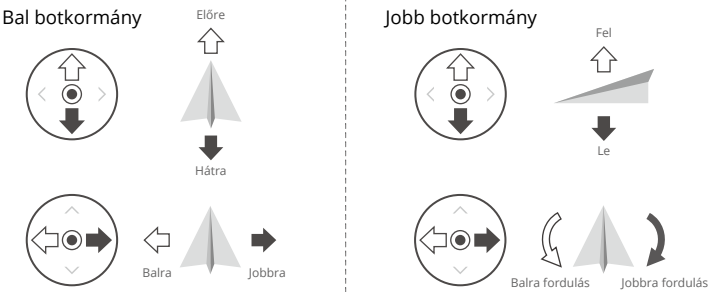 Bal botkormány
Előre
Hátra
Balra
Jobbra
Jobb botkormány
Fel
Le
Balra fordulás
Jobbra fordulás